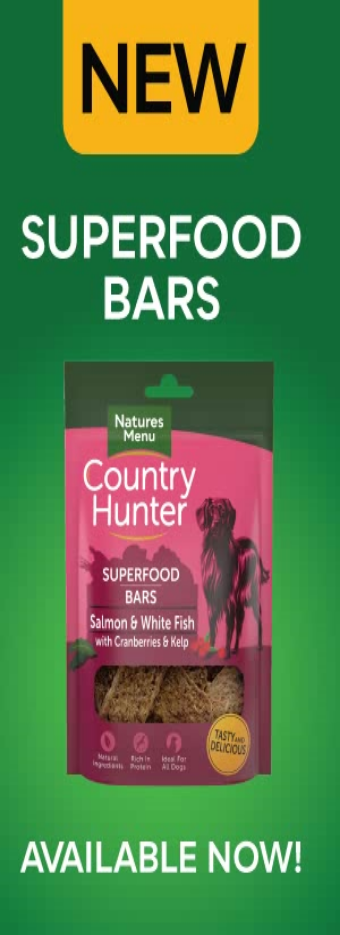 NEW
SUPERFOOD
BARS
Natures
Menu
Country
Hunter
SUPERFOOD
BARS
Salmon & White Fish
with Cranberries & Kelp
Natural
Ingredients
Rich In
Protein
Ideal For
All Dogs
TASTY AND
DELICIOUS
AVAILABLE NOW!